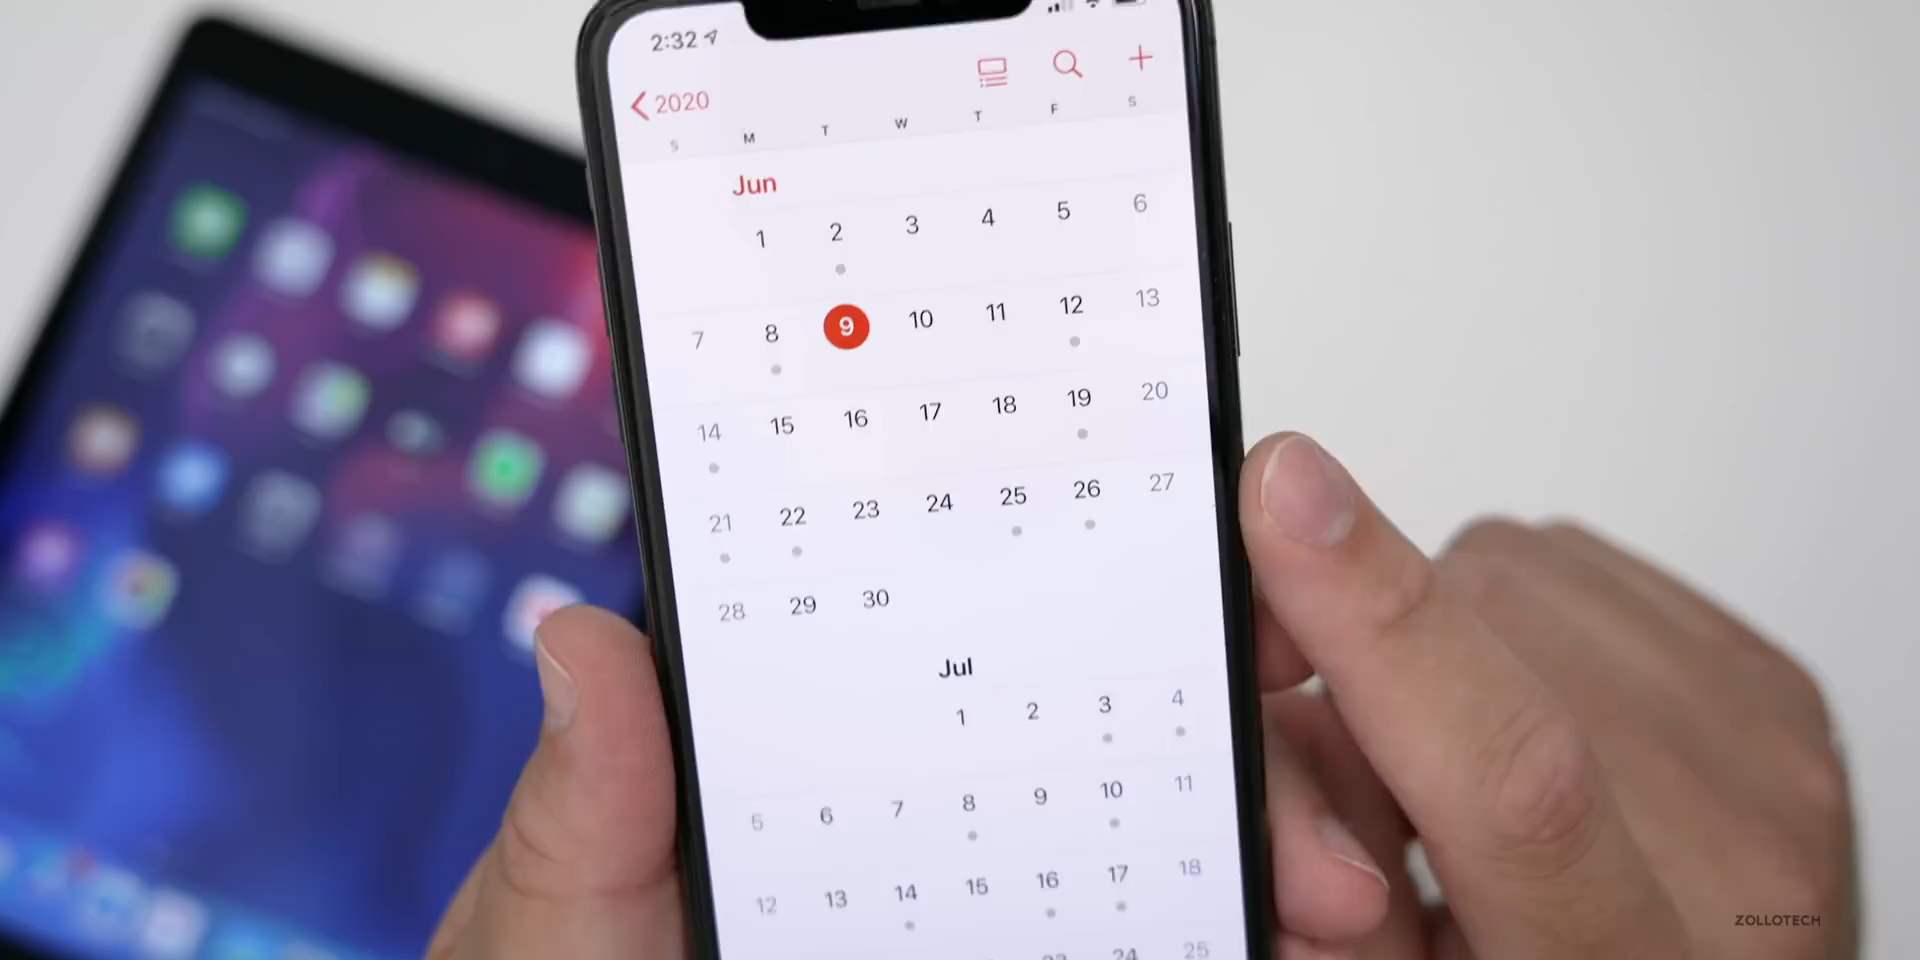 2:32
2020
S M T W T F S
Jun
1 2 3 4 5 6
7 8 9 10 11 12 13
14 15 16 17 18 19 20
21 22 23 24 25 26 27
28 29 30
Jul
1 2 3 4
5 6 7 8 9 10 11
12 13 14 15 16 17 18
24 25
ZOLLOTECH